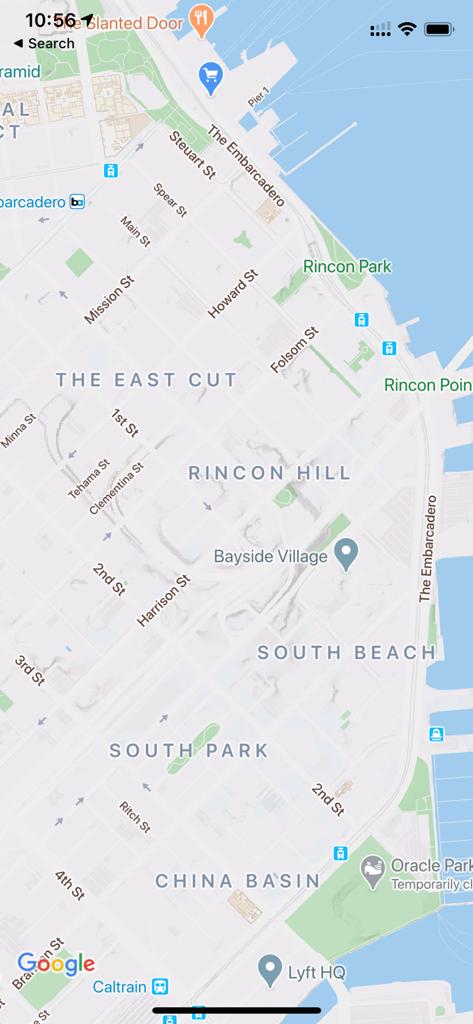 10:56
The Slanted Door
Search
ramid
AL
CT
Pier 1
Steuart St
The Embarcadero
barcadero
ba
Spear St
Main St
Mission St
Howard St
Rincon Park
Folsom St
THE EAST CUT
Rincon Poin
Minna St
1st St
Tehama St
Clementina St
RINCON HILL
The Embarcadero
Bayside Village
2nd St
Harrison St
SOUTH BEACH
3rd St
SOUTH PARK
2nd St
Ritch St
Oracle Park
Temporarily cl
4th St
CHINA BASIN
Brannan St
Google
Lyft HQ
Caltrain